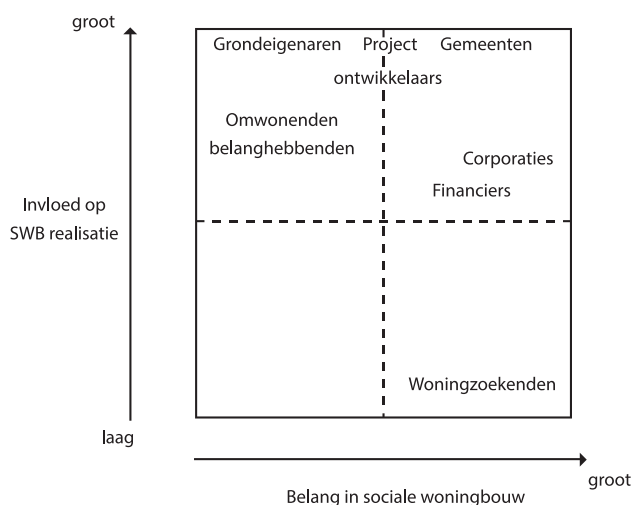 groot
Grondeigenaren Project Gemeenten
ontwikkelaars
Omwonenden
belanghebbenden
Corporaties
Financiers
Invloed op
SWB realisatie
Woningzoekenden
laag
groot
Belang in sociale woningbouw